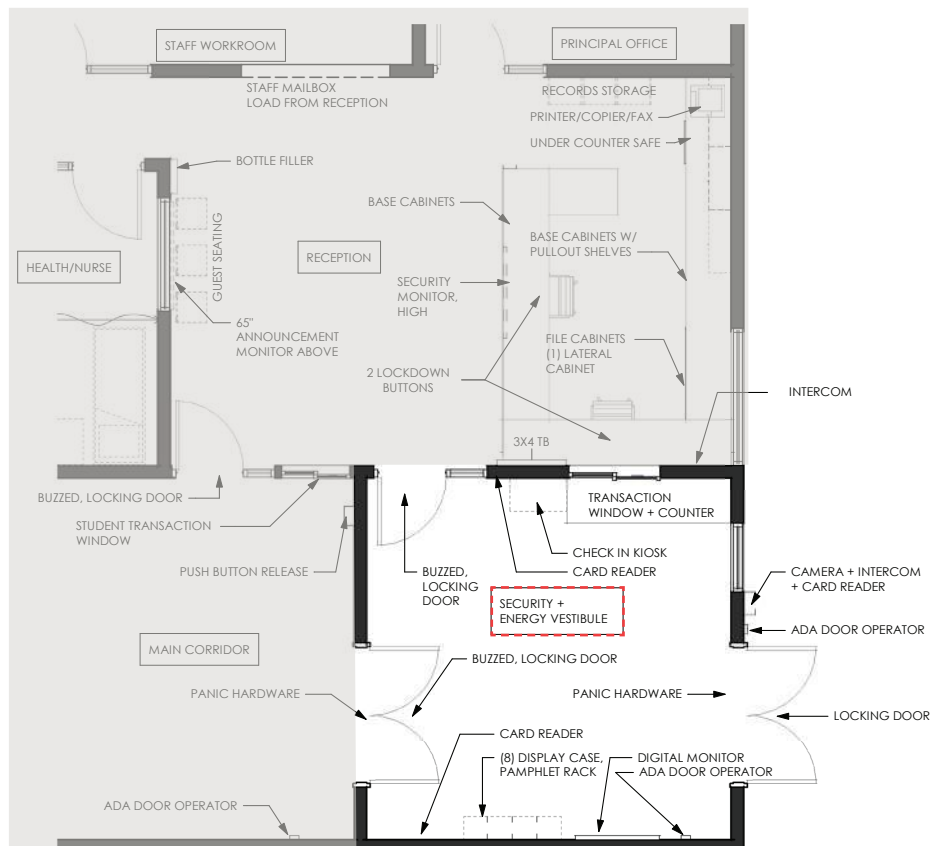 STAFF WORKROOM
PRINCIPAL OFFICE
STAFF MAILBOX
LOAD FROM RECEPTION
RECORDS STORAGE
PRINTER/COPIER/FAX
UNDER COUNTER SAFE
BOTTLE FILLER
BASE CABINETS
GUEST SEATING
BASE CABINETS W/
PULLOUT SHELVES
HEALTH/NURSE
RECEPTION
SECURITY
MONITOR,
HIGH
65"
ANNOUNCEMENT
MONITOR ABOVE
FILE CABINETS
(1) LATERAL
CABINET
2 LOCKDOWN
BUTTONS
INTERCOM
3X4 TB
BUZZED, LOCKING DOOR
TRANSACTION
WINDOW + COUNTER
STUDENT TRANSACTION
WINDOW
CHECK IN KIOSK
PUSH BUTTON RELEASE
BUZZED,
LOCKING
DOOR
CARD READER
CAMERA + INTERCOM
+ CARD READER
SECURITY +
ENERGY VESTIBULE
ADA DOOR OPERATOR
MAIN CORRIDOR
BUZZED, LOCKING DOOR
PANIC HARDWARE
PANIC HARDWARE
LOCKING DOOR
CARD READER
(8) DISPLAY CASE,
PAMPHLET RACK
DIGITAL MONITOR
ADA DOOR OPERATOR
ADA DOOR OPERATOR